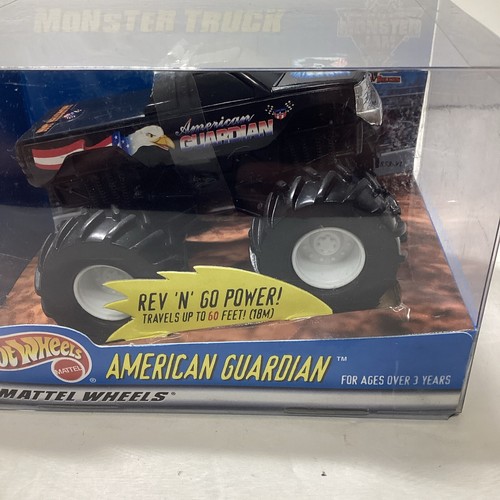 MONSTER TRUCK
MONSTER
American
GUARDIAN
REV 'N' GO POWER!
TRAVELS UP TO 60 FEET! (18M)
HOT WHEELS
MATTEL
®
AMERICAN GUARDIAN™
FOR AGES OVER 3 YEARS
MATTEL WHEELS®